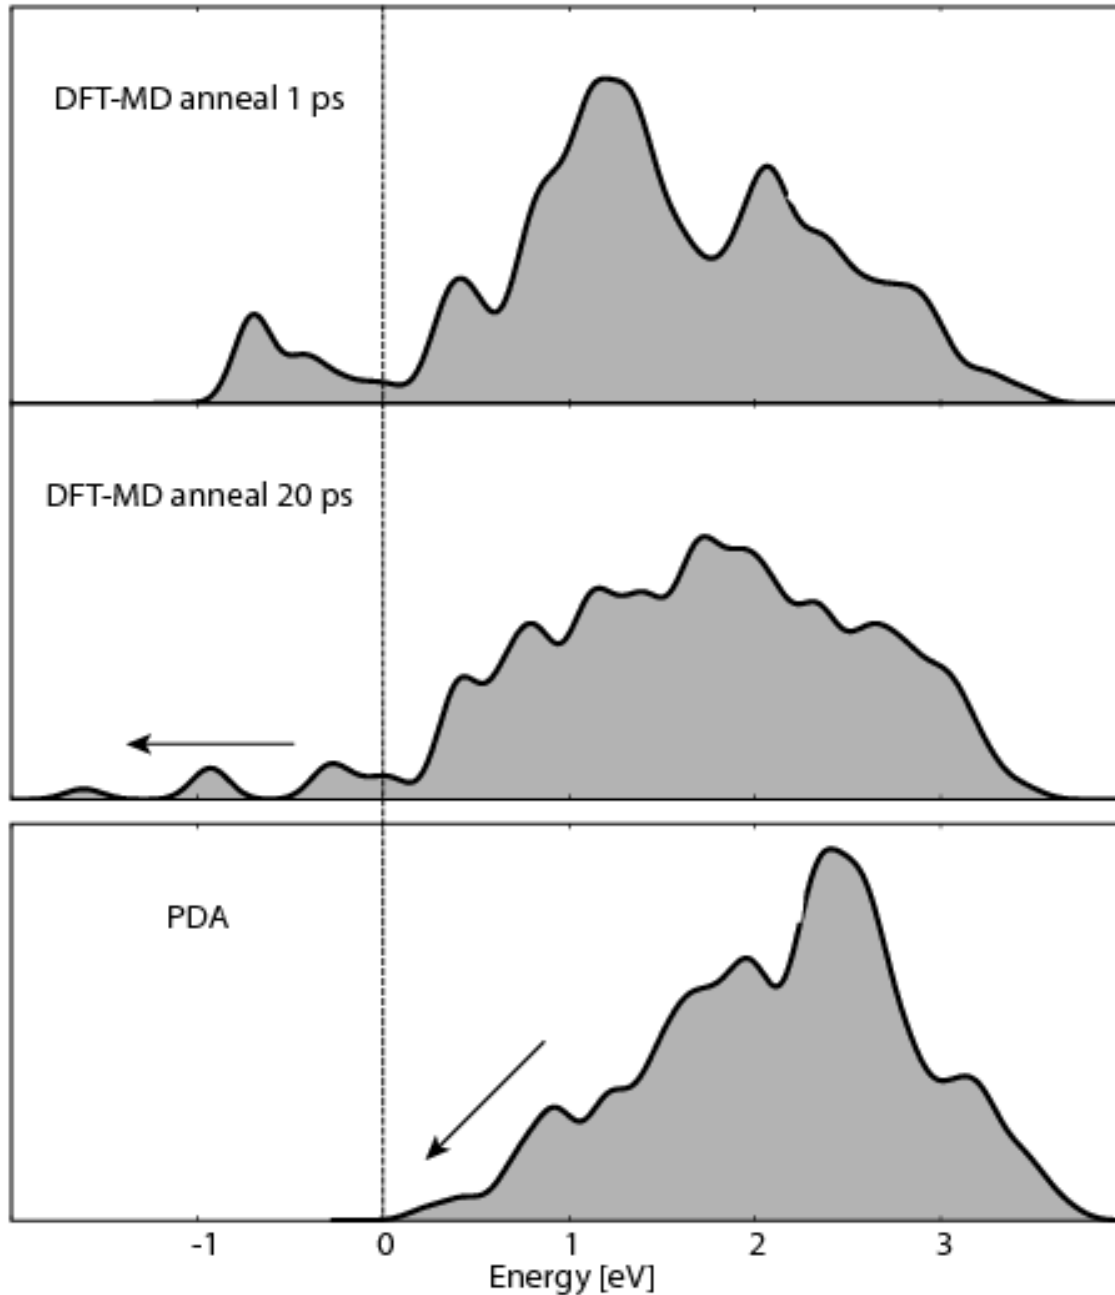 DFT-MD anneal 1 ps
DFT-MD anneal 20 ps
PDA
-1 0 1 2 3
Energy [eV]